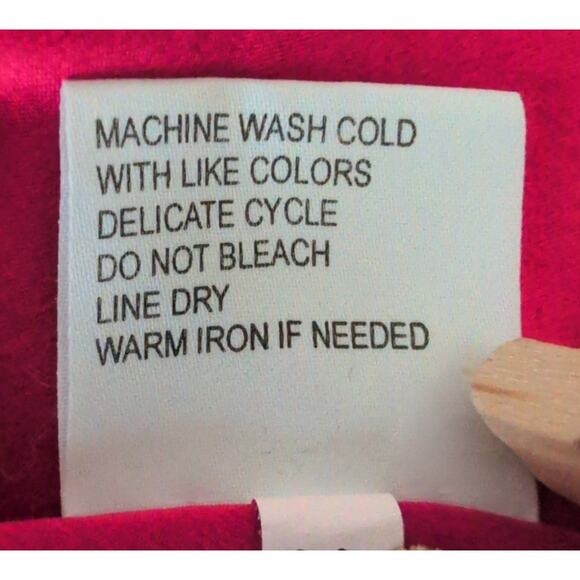 MACHINE WASH COLD
WITH LIKE COLORS
DELICATE CYCLE
DO NOT BLEACH
LINE DRY
WARM IRON IF NEEDED